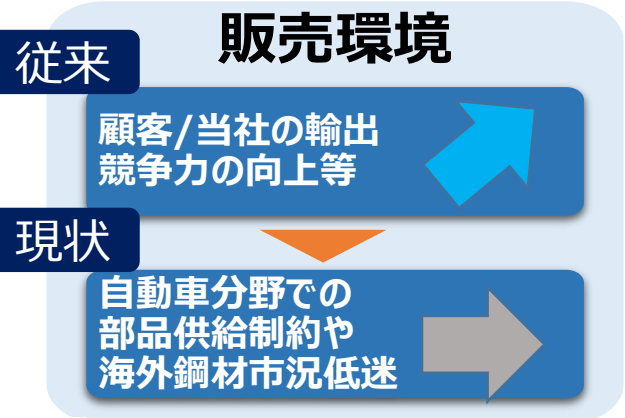 販売環境
従来
顧客/当社の輸出
競争力の向上等
現状
自動車分野での
部品供給制約や
海外鋼材市況低迷